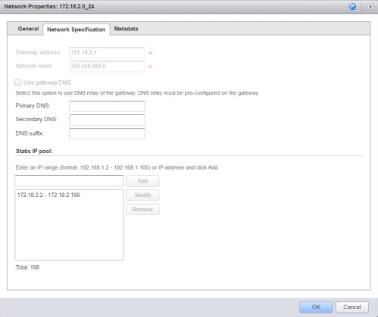 Network Properties: 172.18.2.0_24
General Network Specification Metadata
Gateway address: 172.18.2.1 *
Network mask: 255.255.255.0 *
Use gateway DNS
Select this option to use DNS relay of the gateway. DNS relay must be pre-configured on the gateway.
Primary DNS:
Secondary DNS:
DNS suffix:
Static IP pool:
Enter an IP range (format: 192.168.1.2 - 192.168.1.100) or IP address and click Add.
Add
172.18.2.2 - 172.18.2.199
Modify
Remove
Total: 198
OK Cancel